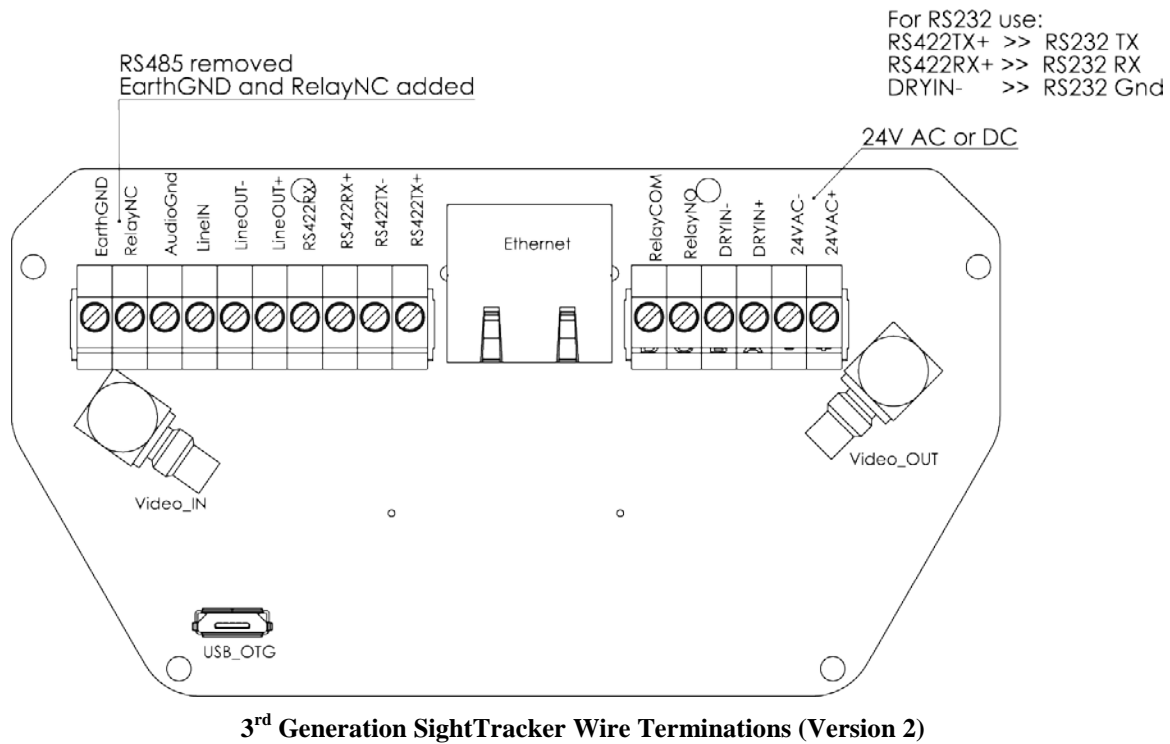 For RS232 use:
RS422TX+ >> RS232 TX
RS422RX+ >> RS232 RX
DRYIN- >> RS232 Gnd
RS485 removed
EarthGND and RelayNC added
24V AC or DC
EarthGND
RelayNC
AudioGnd
LineIN
LineOUT-
LineOUT+
RS422RX-
RS422RX+
RS422TX-
RS422TX+
Ethernet
RelayCOM
RelayNO
DRYIN-
DRYIN+
24VAC-
24VAC+
Video_IN
Video_OUT
USB_OTG
3rd Generation SightTracker Wire Terminations (Version 2)